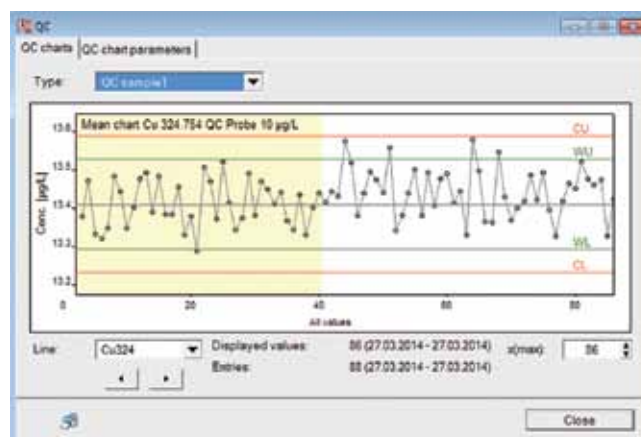 QC
QC charts QC chart parameters
Type: QC sample1
Mean chart Cu 324.754 QC Probe 10 µg/L
CU
WU
WL
CL
Conc. [µg/L]
13.6
13.5
13.4
13.3
13.2
0 20 40 60 80
All values
Line: Cu324 Displayed values: 86 (27.03.2014 - 27.03.2014) x(max): 86
Entries: 88 (27.03.2014 - 27.03.2014)
Close